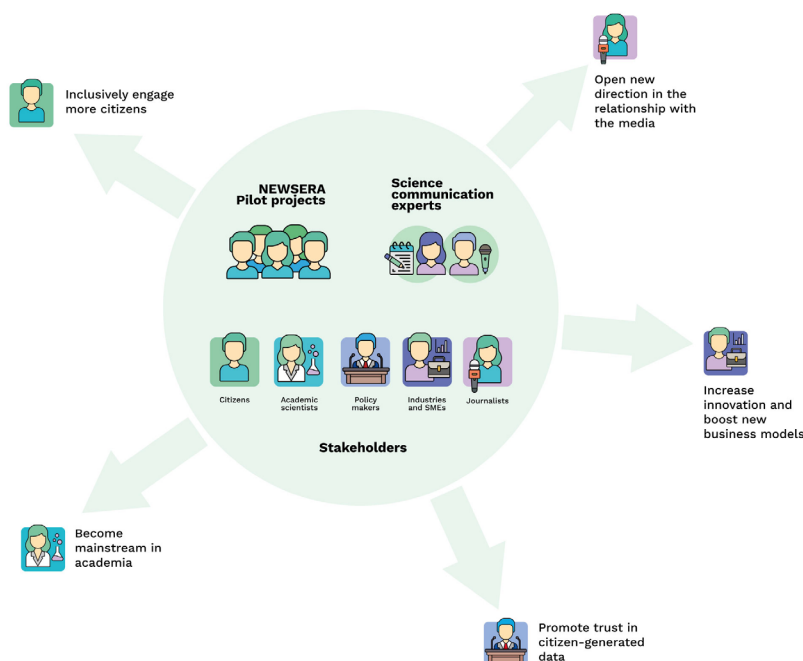 Open new
direction in the
relationship with
the media
Inclusively engage
more citizens
NEWSERA
Pilot projects
Science
communication
experts
Citizens
Academic
scientists
Policy
makers
Industries
and SMEs
Journalists
Stakeholders
Increase
innovation and
boost new
business models
Become
mainstream in
academia
Promote trust in
citizen-generated
data